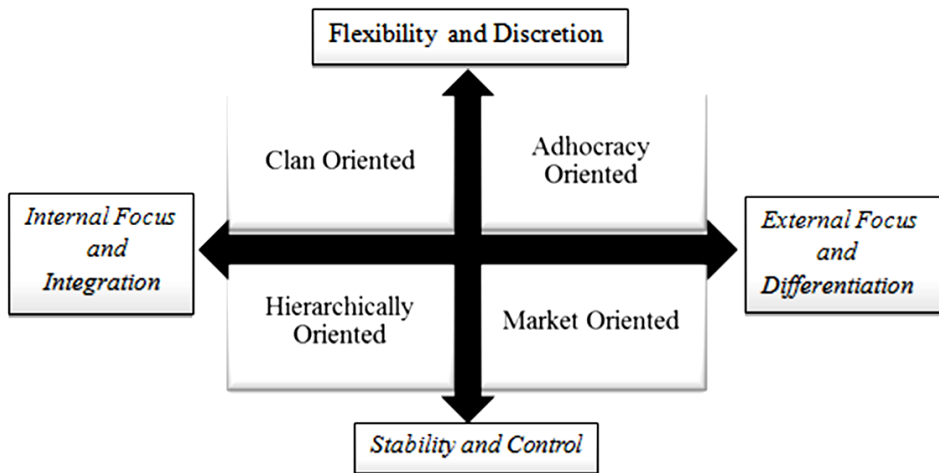 Flexibility and Discretion
Clan Oriented
Adhocracy
Oriented
Internal Focus
and
Integration
External Focus
and
Differentiation
Hierarchically
Oriented
Market Oriented
Stability and Control